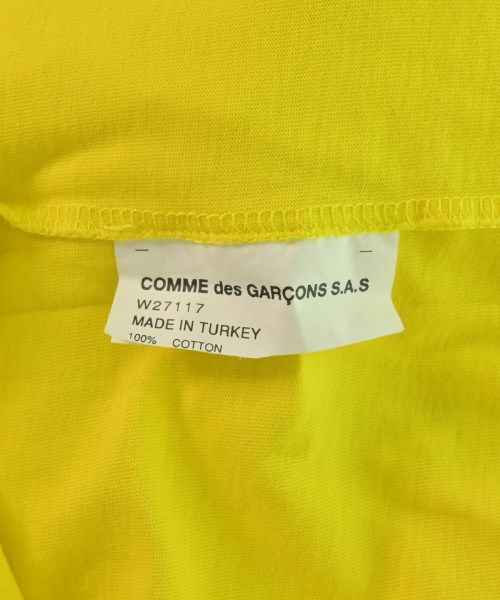 COMME des GARÇONS S.A.S
W27117
MADE IN TURKEY
100% COTTON